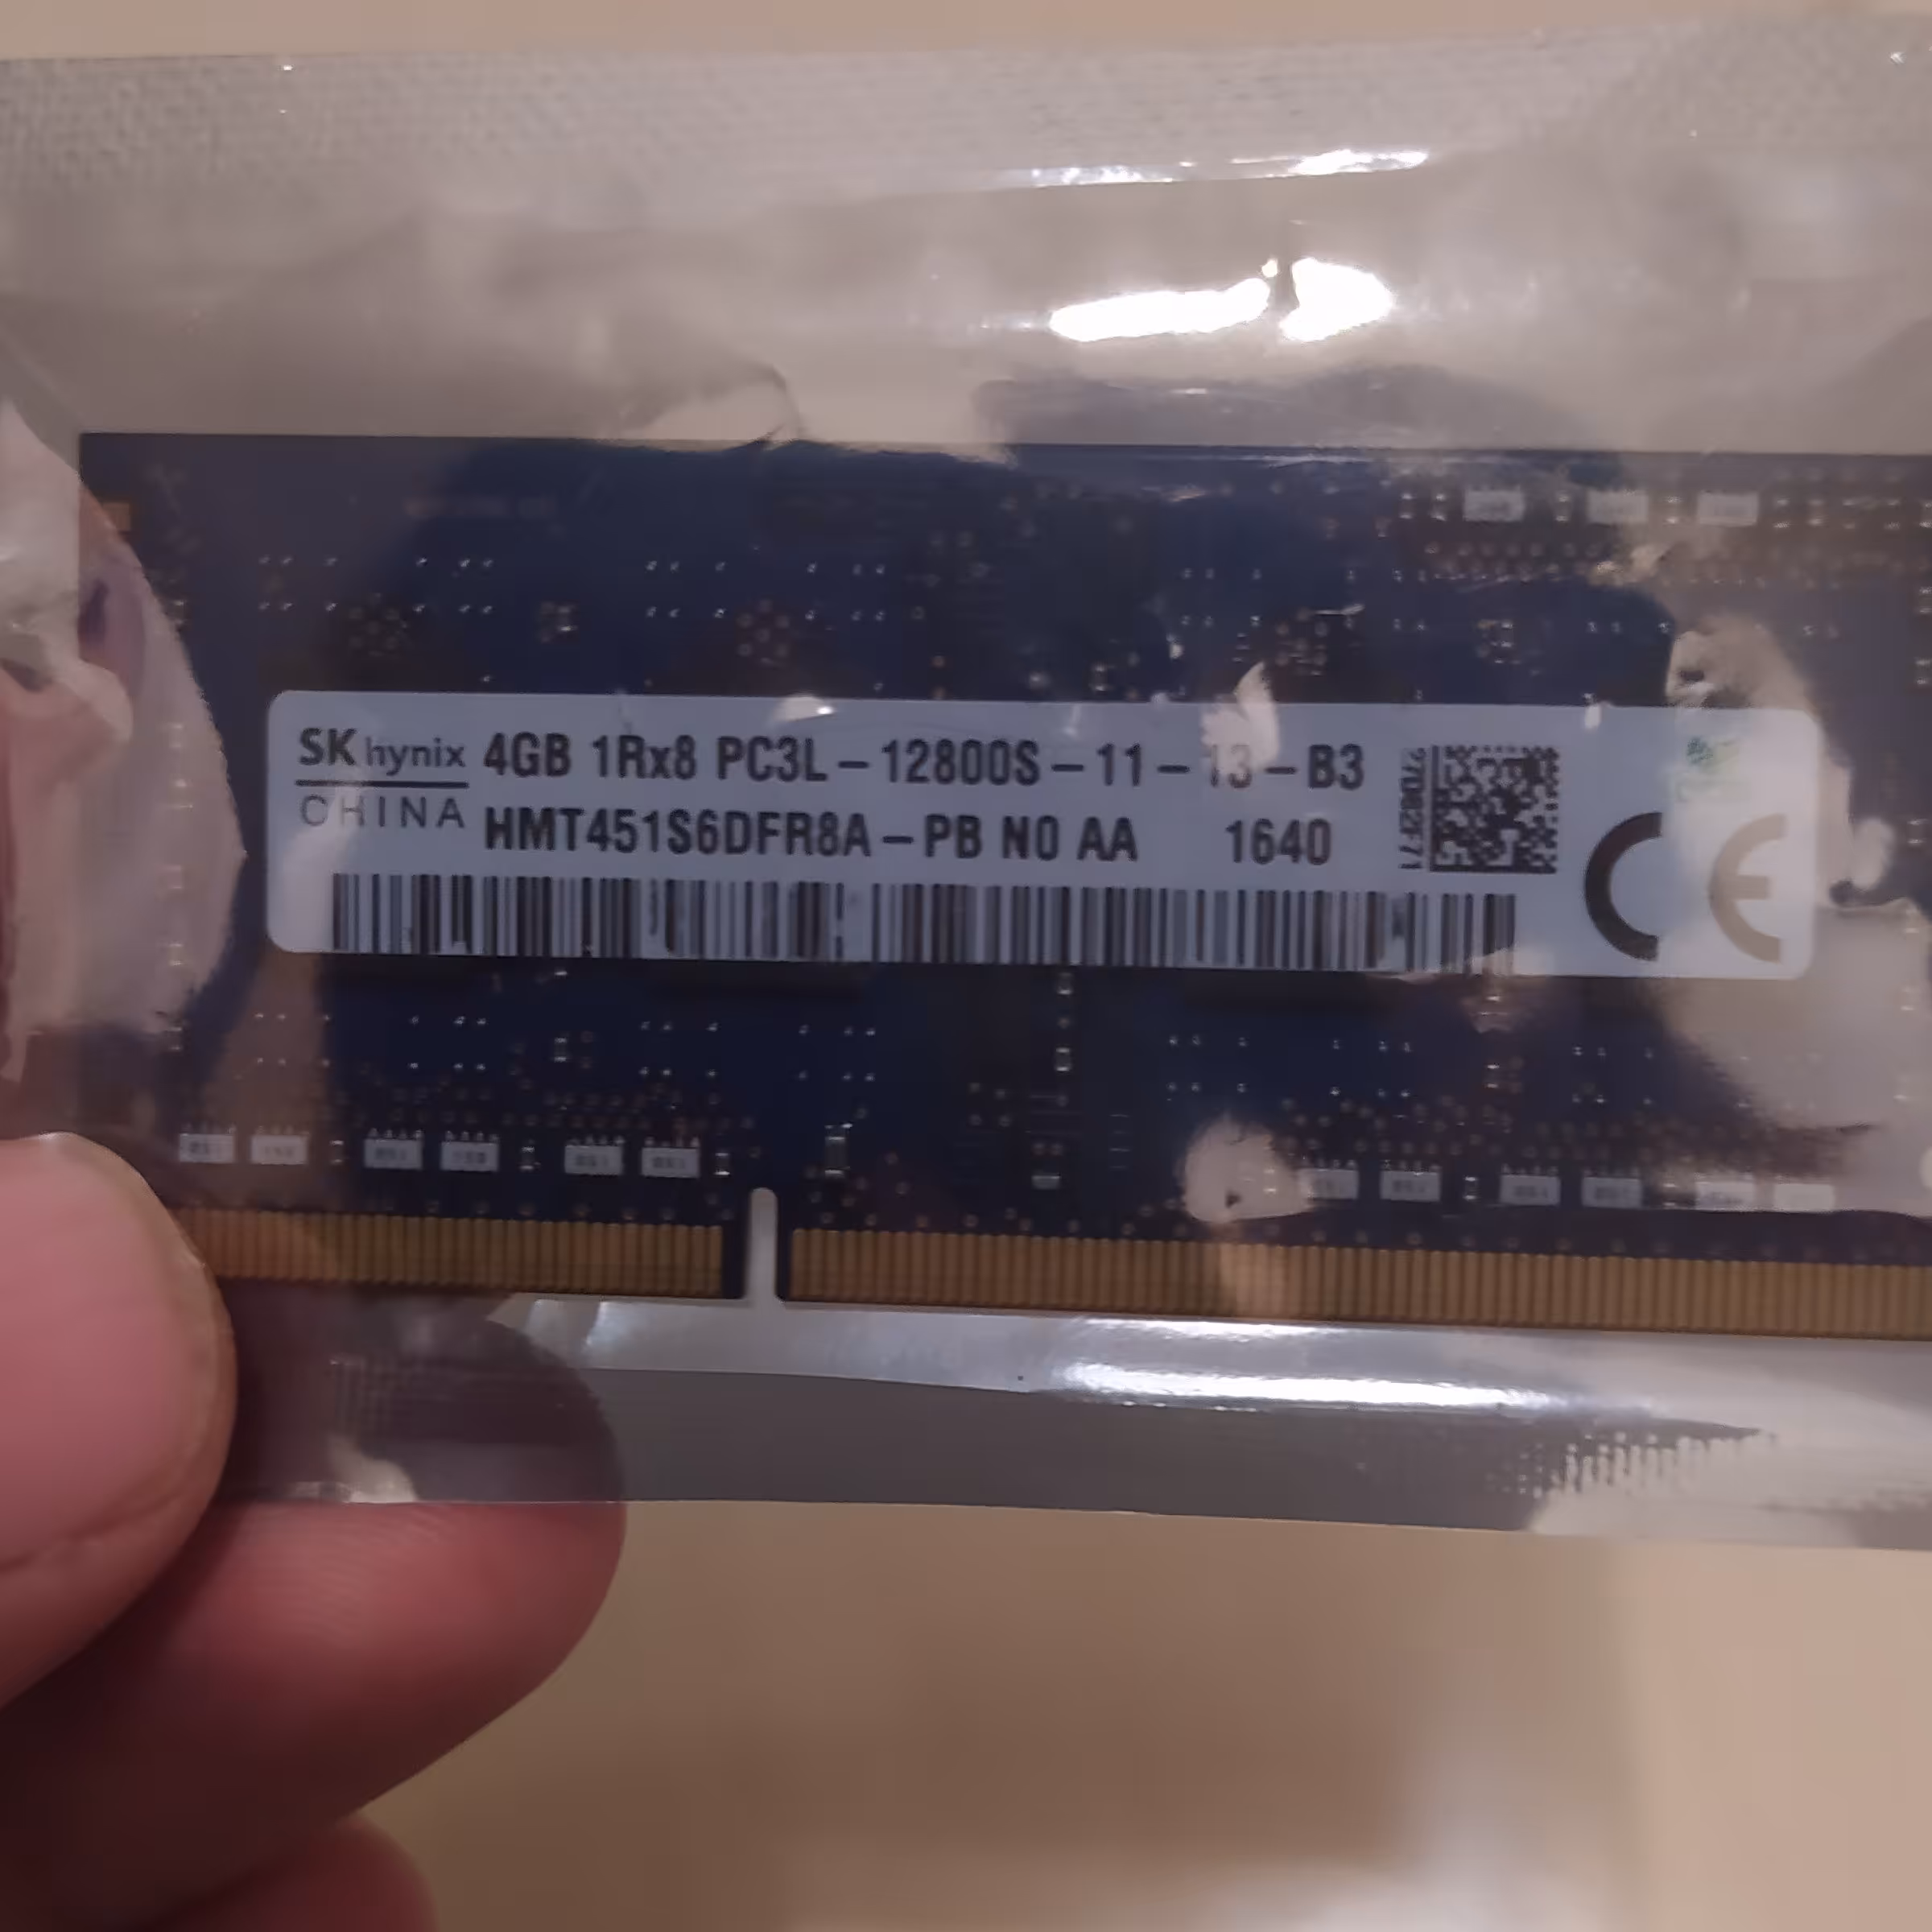 SK hynix 4GB 1Rx8 PC3L-12800S-11-13-B3
CHINA HMT451S6DFR8A-PB N0 AA 1640
CE